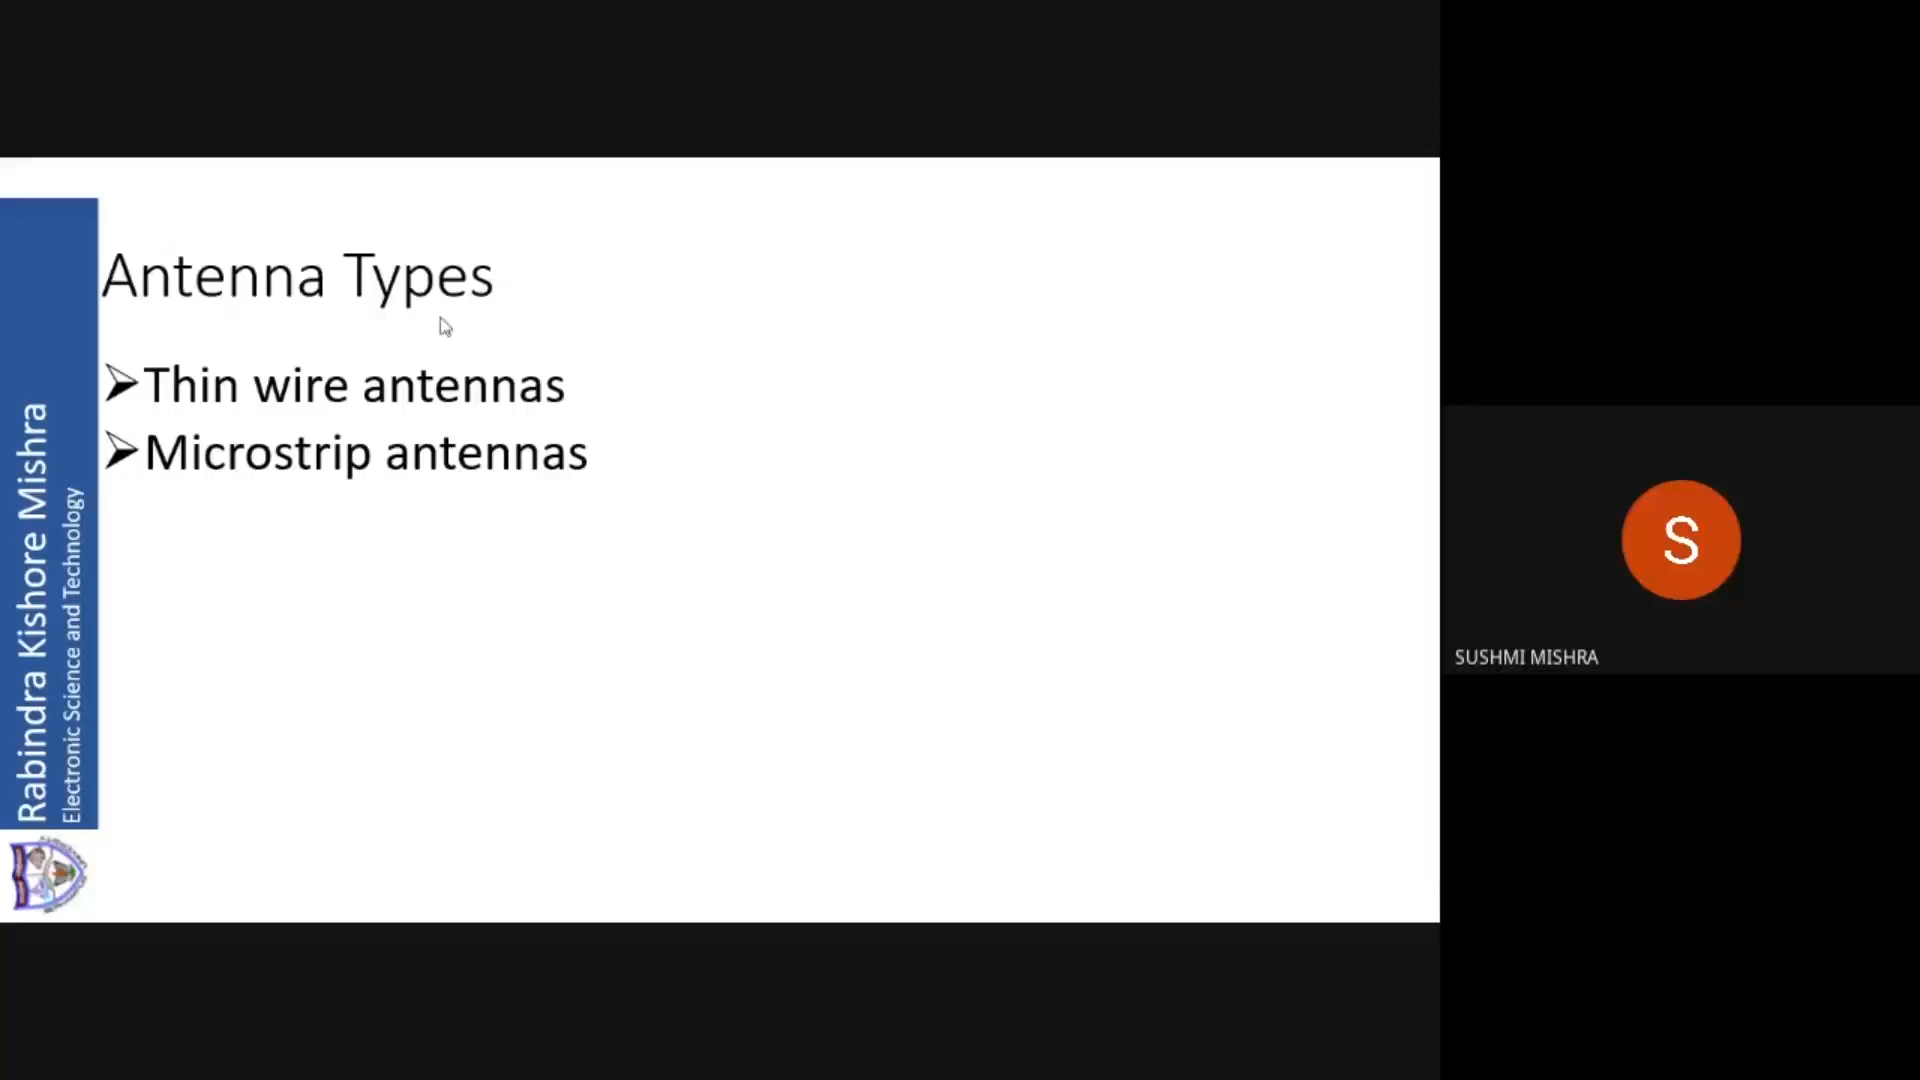 Antenna Types
Thin wire antennas
Microstrip antennas
Rabindra Kishore Mishra
Electronic Science and Technology
S
SUSHMI MISHRA